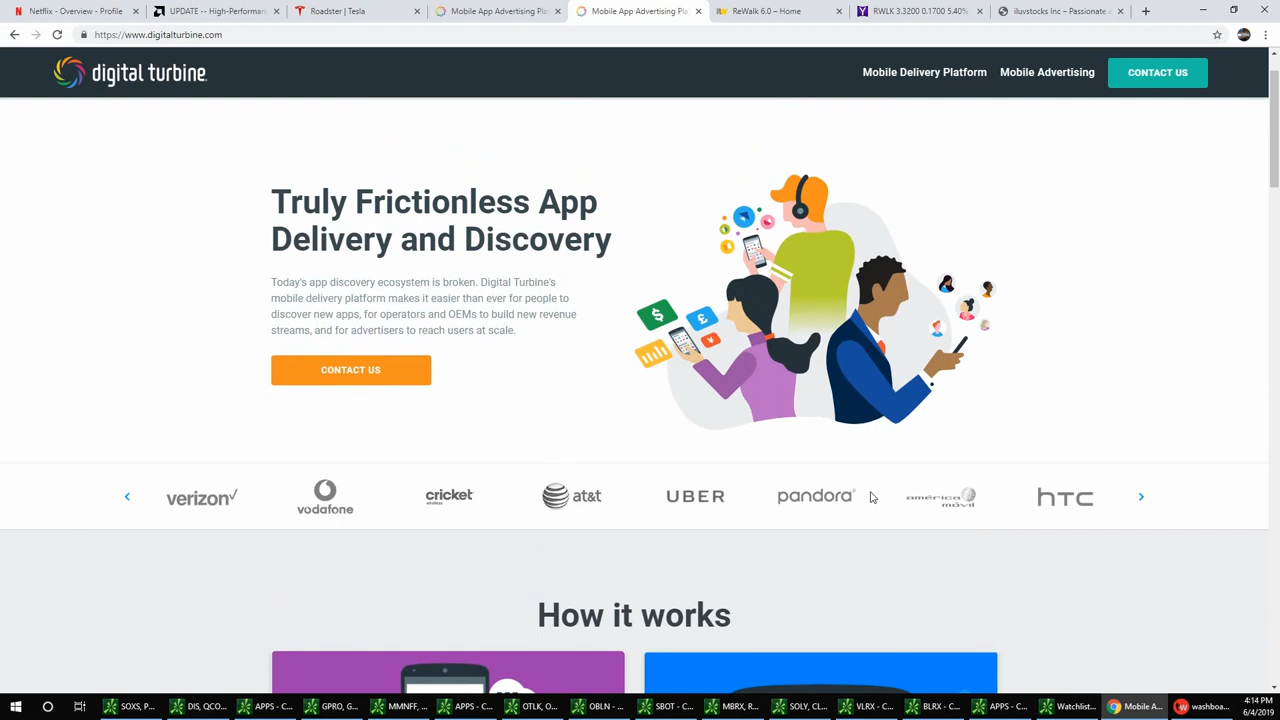 Netflix - Overview - Profile
UPDATE -- High-Performan
Roadster | Tesla
Mobile App Advertising Pla
Mobile App Advertising Pla
ReWalk 6.0 – Home
RWLK 3.3200 0.1700 5.40%
iluvstocks Inc – Passionate
https://www.digitalturbine.com
digital turbine
Mobile Delivery Platform
Mobile Advertising
CONTACT US
Truly Frictionless App
Delivery and Discovery
Today's app discovery ecosystem is broken. Digital Turbine's
mobile delivery platform makes it easier than ever for people to
discover new apps, for operators and OEMs to build new revenue
streams, and for advertisers to reach users at scale.
CONTACT US
verizon
vodafone
cricket
wireless
at&t
UBER
pandora
américa
móvil
htc
How it works
SOXS, P...
DIS, QCO...
APPS - C...
GPRO, G...
MMNFF, ...
APPS - C...
OTLK, O...
OBLN - ...
SBOT - C...
MBRX, R...
SOLY, CL...
VLRX - C...
BLRX - C...
APPS - C...
Watchlist...
Mobile A...
washboa...
4:14 PM
6/4/2019